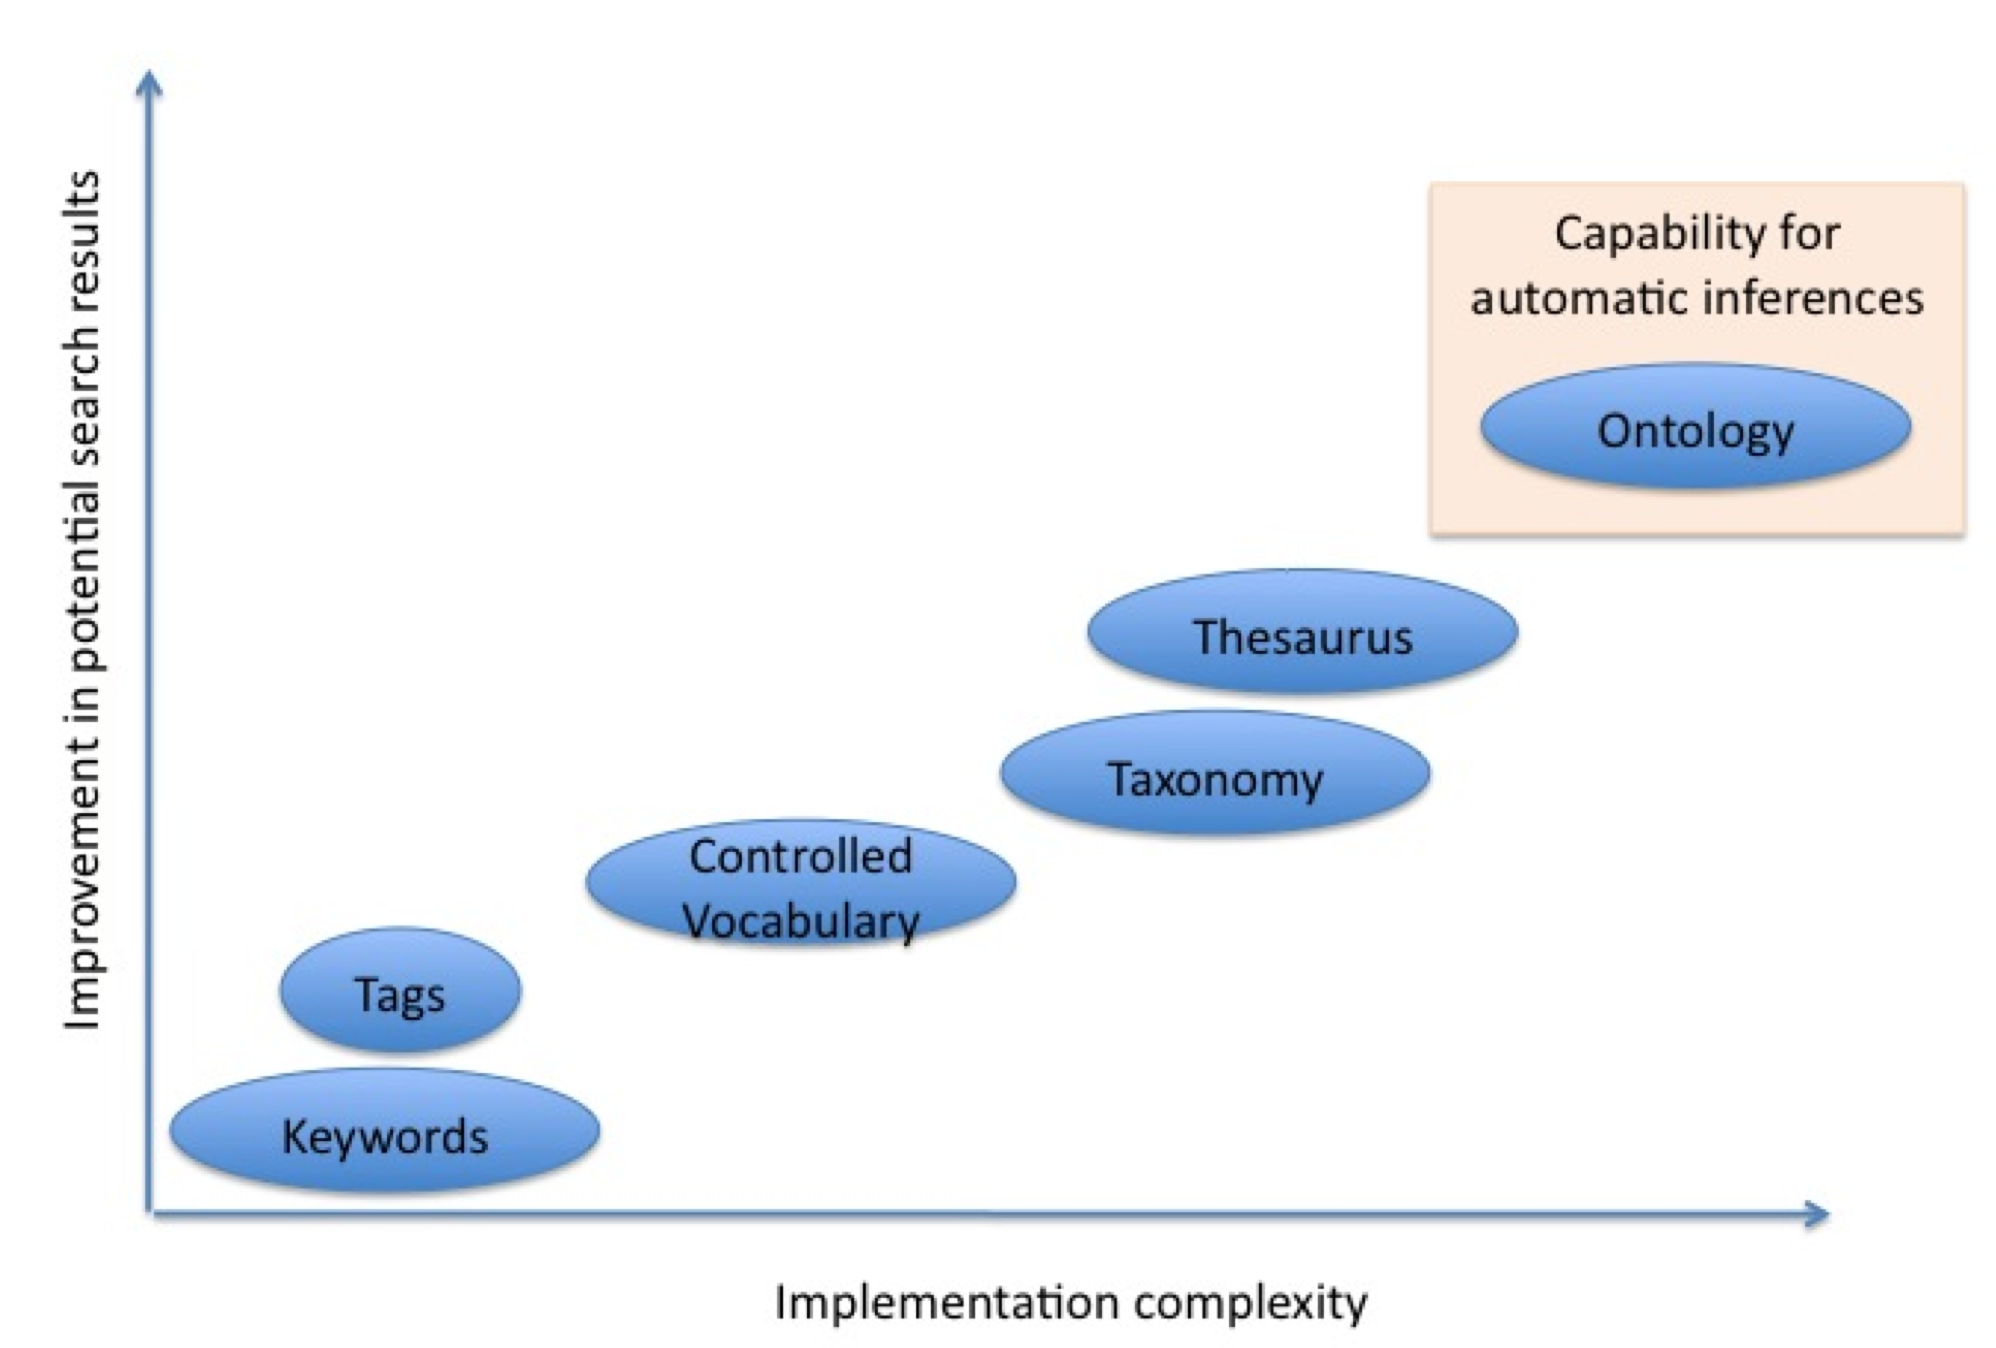 Improvement in potential search results
Capability for
automatic inferences
Ontology
Thesaurus
Taxonomy
Controlled
Vocabulary
Tags
Keywords
Implementation complexity